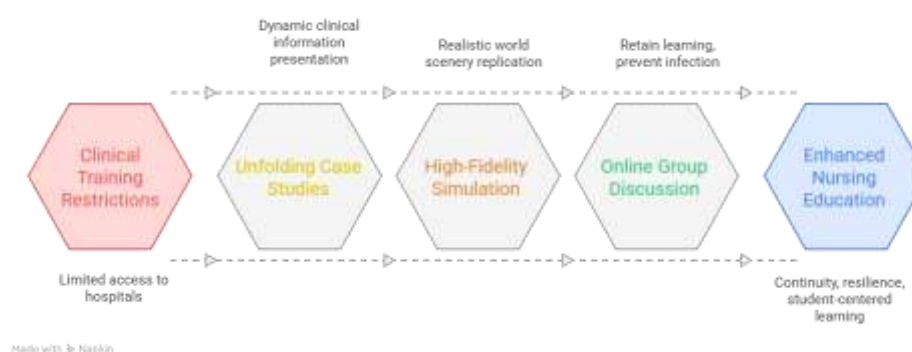 Dynamic clinical
information
presentation
Realistic world
scenery replication
Retain learning,
prevent infection
Clinical
Training
Restrictions
Unfolding Case
Studies
High-Fidelity
Simulation
Online Group
Discussion
Enhanced
Nursing
Education
Limited access to
hospitals
Continuity, resilience,
student-centered
learning
Made with Napkin